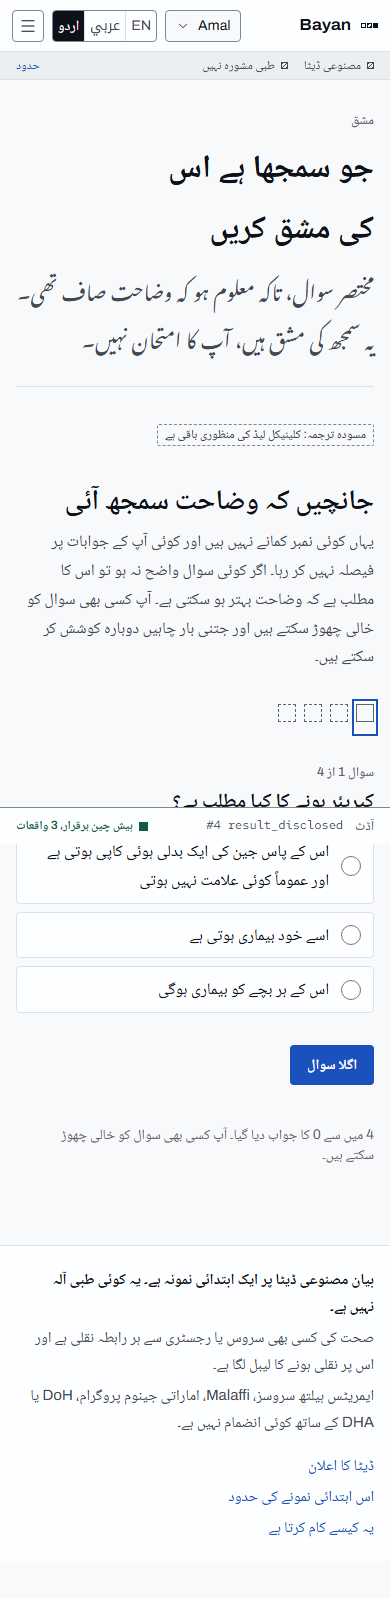 Bayan Amal EN عربي اردو
مصنوعی ڈیٹا طبی مشورہ نہیں حدود
مشق
جو سمجھا ہے اس
کی مشق کریں
مختصر سوال، تاکہ معلوم ہو کہ وضاحت صاف تھی۔
یہ سمجھ کی مشق ہیں، آپ کا امتحان نہیں۔
مسودہ ترجمہ: کلینیکل لیڈ کی منظوری باقی ہے
جانچیں کہ وضاحت سمجھ آئی
یہاں کوئی نمبر کمانے نہیں ہیں اور کوئی آپ کے جوابات پر
فیصلہ نہیں کر رہا۔ اگر کوئی سوال واضح نہ ہو تو اس کا
مطلب ہے کہ وضاحت بہتر ہو سکتی ہے۔ آپ کسی بھی سوال کو
خالی چھوڑ سکتے ہیں اور جتنی بار چاہیں دوبارہ کوشش کر
سکتے ہیں۔
سوال 1 از 4
کیریئر ہونے کا کیا مطلب ہے؟
آڈٹ #4 result_disclosed ہیش چین برقرار، 3 واقعات
اس کے پاس جین کی ایک بدلی ہوئی کاپی ہوتی ہے
اور عموماً کوئی علامت نہیں ہوتی
اسے خود بیماری ہوتی ہے
اس کے ہر بچے کو بیماری ہوگی
اگلا سوال
4 میں سے 0 کا جواب دیا گیا۔ آپ کسی بھی سوال کو خالی چھوڑ
سکتے ہیں۔
بیان مصنوعی ڈیٹا پر ایک ابتدائی نمونہ ہے۔ یہ کوئی طبی آلہ
نہیں ہے۔
صحت کی کسی بھی سروس یا رجسٹری سے ہر رابطہ نقلی ہے اور
اس پر نقلی ہونے کا لیبل لگا ہے۔
ایمریٹس ہیلتھ سروسز، Malaffi، اماراتی جینوم پروگرام، DoH یا
DHA کے ساتھ کوئی انضمام نہیں ہے۔
ڈیٹا کا اعلان
اس ابتدائی نمونے کی حدود
یہ کیسے کام کرتا ہے